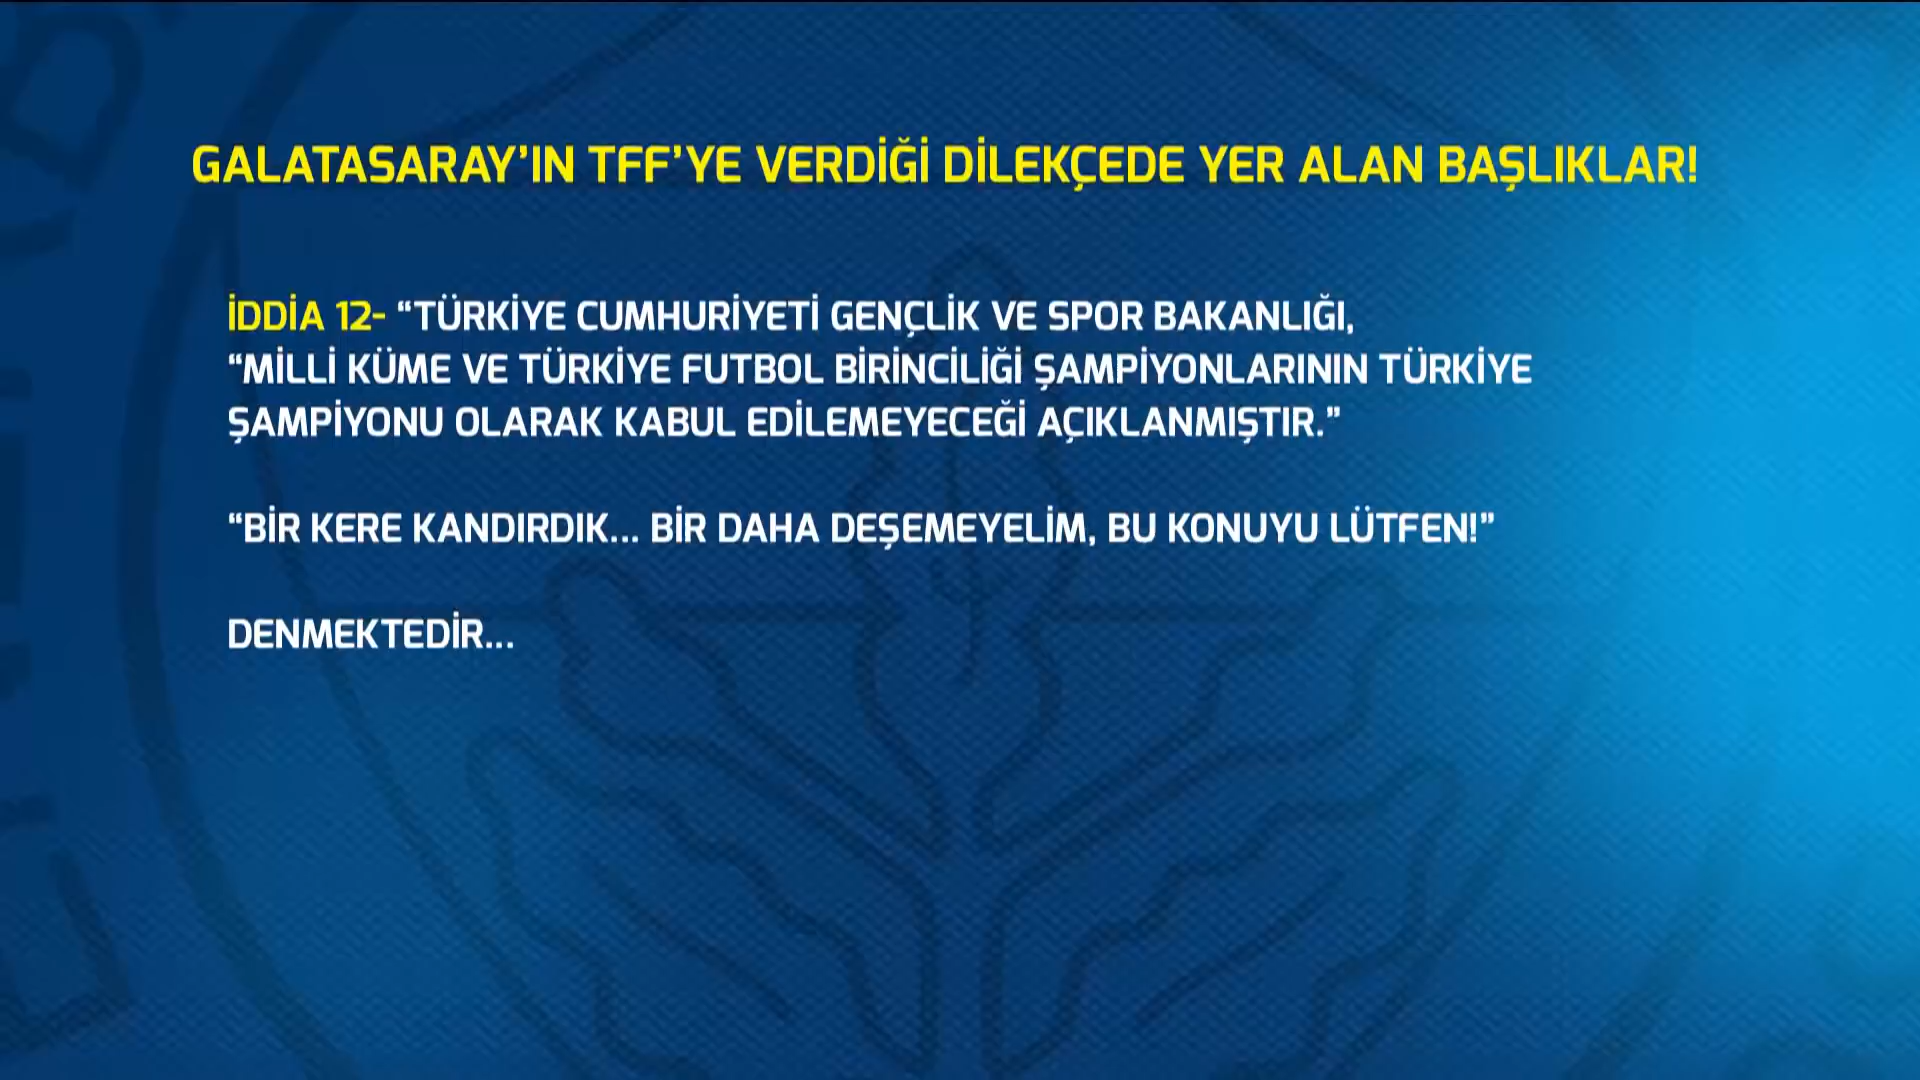 GALATASARAY’IN TFF’YE VERDİĞİ DİLEKÇEDE YER ALAN BAŞLIKLAR!
İDDİA 12- “TÜRKİYE CUMHURİYETİ GENÇLİK VE SPOR BAKANLIĞI,
“MİLLİ KÜME VE TÜRKİYE FUTBOL BİRİNCİLİĞİ ŞAMPİYONLARININ TÜRKİYE
ŞAMPİYONU OLARAK KABUL EDİLEMEYECEĞİ AÇIKLANMIŞTIR.”
“BİR KERE KANDIRDIK... BİR DAHA DEŞEMEYELİM, BU KONUYU LÜTFEN!”
DENMEKTEDİR...